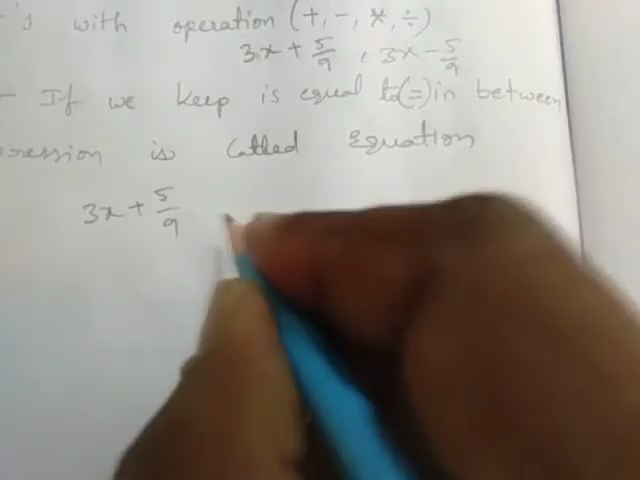 's with operation (+, -, *, ÷)
3x + 5/9 , 3x - 5/9
- If we keep is equal to(=) in between
ression is called Equation
3x + 5/9